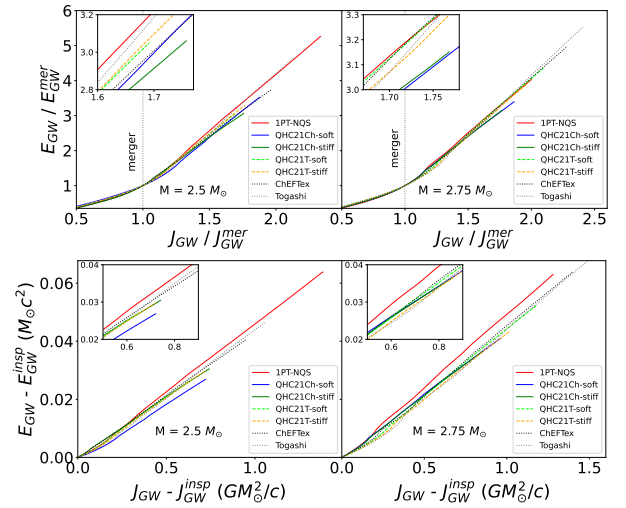 6
5
4
3
2
1
E_GW / E_GW^mer
3.2
3.0
2.8
1.6
1.7
merger
1PT-NQS
QHC21Ch-soft
QHC21Ch-stiff
QHC21T-soft
QHC21T-stiff
ChEFTex
Togashi
M = 2.5 M⊙
0.5
1.0
1.5
2.0
J_GW / J_GW^mer
3.3
3.2
3.1
3.0
1.70
1.75
merger
1PT-NQS
QHC21Ch-soft
QHC21Ch-stiff
QHC21T-soft
QHC21T-stiff
ChEFTex
Togashi
M = 2.75 M⊙
0.5
1.0
1.5
2.0
2.5
J_GW / J_GW^mer
0.06
0.04
0.02
0.00
E_GW - E_GW^insp (M⊙c²)
0.04
0.03
0.02
0.6
0.8
1PT-NQS
QHC21Ch-soft
QHC21Ch-stiff
QHC21T-soft
QHC21T-stiff
ChEFTex
Togashi
M = 2.5 M⊙
0.0
0.5
1.0
J_GW - J_GW^insp (GM⊙²/c)
0.04
0.03
0.02
0.6
0.8
1PT-NQS
QHC21Ch-soft
QHC21Ch-stiff
QHC21T-soft
QHC21T-stiff
ChEFTex
Togashi
M = 2.75 M⊙
0.0
0.5
1.0
1.5
J_GW - J_GW^insp (GM⊙²/c)